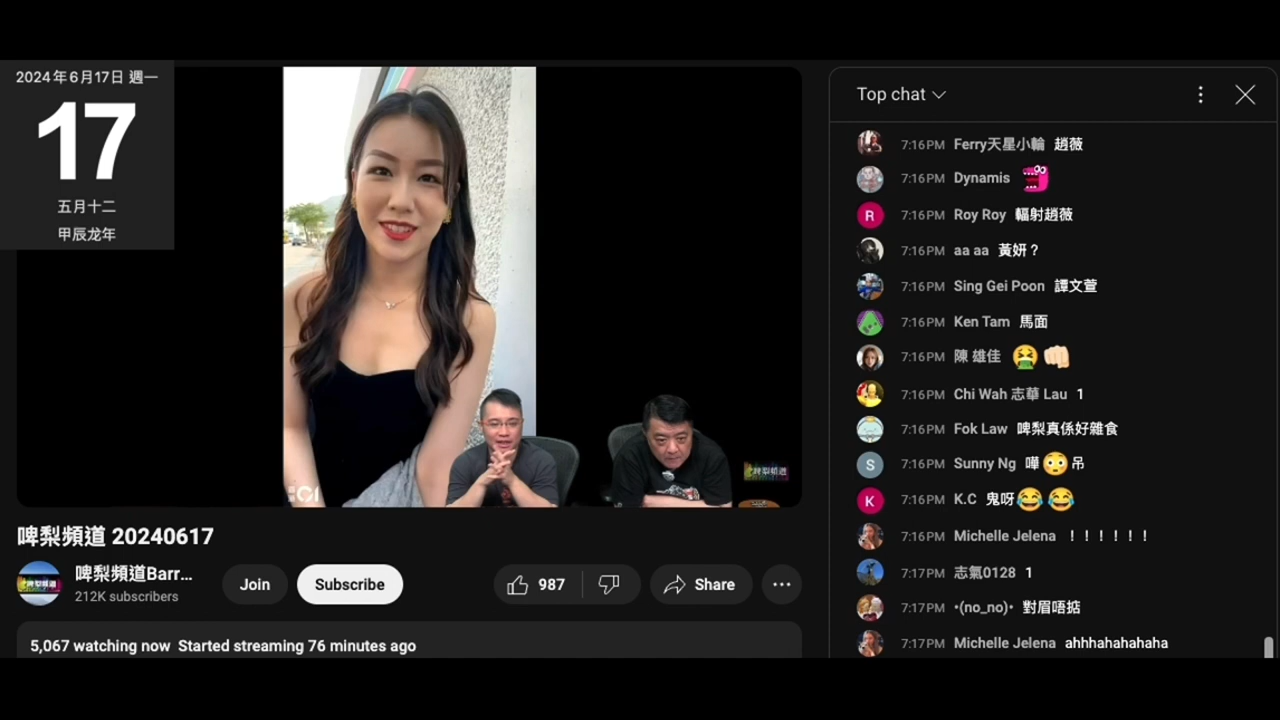 2024年6月17日 週一
17
五月十二
甲辰龙年
01
啤梨頻道
啤梨頻道 20240617
啤梨頻道Barr...
212K subscribers
Join
Subscribe
987
Share
5,067 watching now Started streaming 76 minutes ago
Top chat
7:16PM Ferry天星小輪 趙薇
7:16PM Dynamis
R 7:16PM Roy Roy 輻射趙薇
7:16PM aa aa 黃妍？
7:16PM Sing Gei Poon 譚文萱
7:16PM Ken Tam 馬面
7:16PM 陳 雄佳 🤮👊🏻
7:16PM Chi Wah 志華 Lau 1
7:16PM Fok Law 啤梨真係好雜食
S 7:16PM Sunny Ng 嘩😳吊
K 7:16PM K.C 鬼呀😂😂
7:16PM Michelle Jelena ！！！！！！
7:17PM 志氣0128 1
7:17PM •(no_no)• 對眉唔掂
7:17PM Michelle Jelena ahhhahahahaha